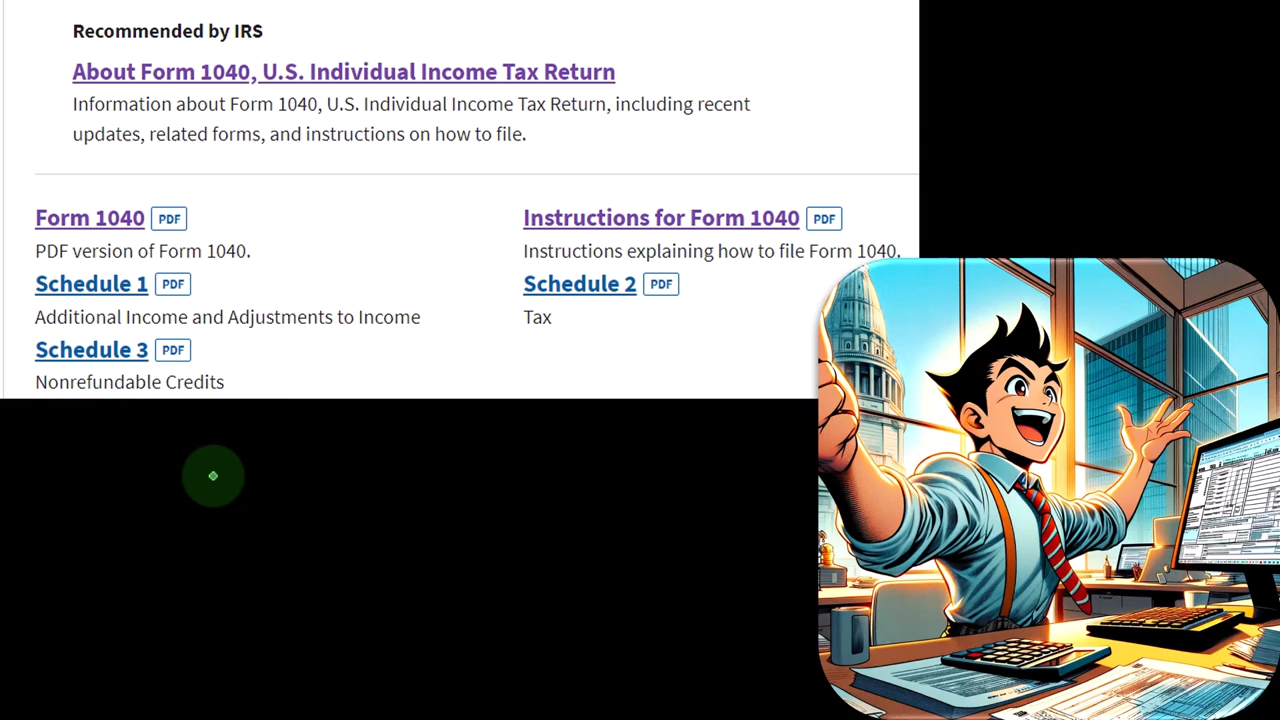 Recommended by IRS
About Form 1040, U.S. Individual Income Tax Return
Information about Form 1040, U.S. Individual Income Tax Return, including recent
updates, related forms, and instructions on how to file.
Form 1040 PDF
PDF version of Form 1040.
Instructions for Form 1040 PDF
Instructions explaining how to file Form 1040.
Schedule 1 PDF
Additional Income and Adjustments to Income
Schedule 2 PDF
Tax
Schedule 3 PDF
Nonrefundable Credits